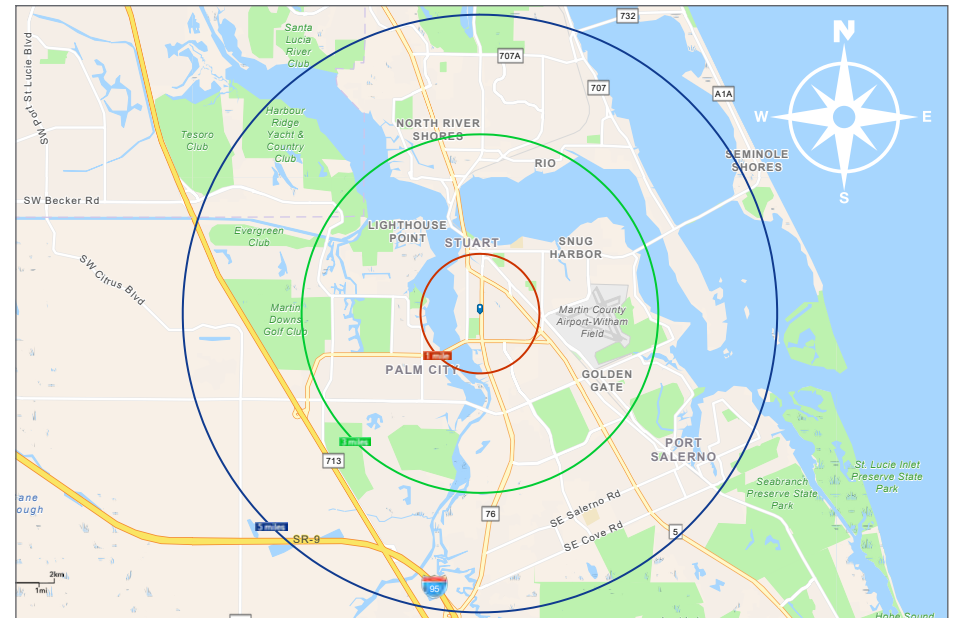 732
Santa
Lucia
River
Club
707A
N
SW Port St Lucie Blvd
707
A1A
Harbour
Ridge
Yacht &
Country
Club
W
E
NORTH RIVER
SHORES
Tesoro
Club
RIO
SEMINOLE
SHORES
S
SW Becker Rd
LIGHTHOUSE
POINT
Evergreen
Club
STUART
SNUG
HARBOR
SW Citrus Blvd
Martin
Downs
Golf Club
Martin County
Airport-Witham
Field
1 mile
PALM CITY
GOLDEN
GATE
3 miles
PORT
SALERNO
713
St. Lucie Inlet
Preserve State
Park
Seabranch
Preserve State
Park
ane
ough
76
SE Salerno Rd
5 miles
SR-9
SE Cove Rd
5
2km
1mi
95
Hobe Sound